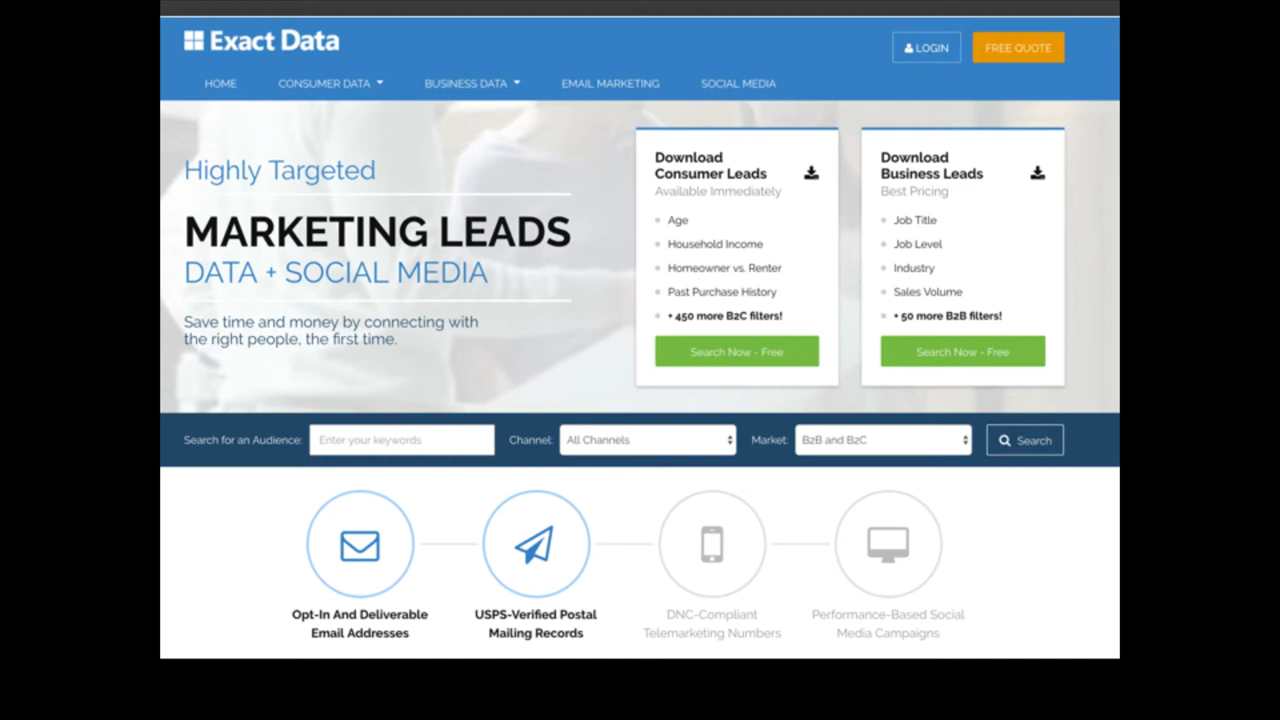 Exact Data
LOGIN
FREE QUOTE
HOME
CONSUMER DATA
BUSINESS DATA
EMAIL MARKETING
SOCIAL MEDIA
Highly Targeted
MARKETING LEADS
DATA + SOCIAL MEDIA
Save time and money by connecting with
the right people, the first time.
Download
Consumer Leads
Available Immediately
Age
Household Income
Homeowner vs. Renter
Past Purchase History
+ 450 more B2C filters!
Search Now - Free
Download
Business Leads
Best Pricing
Job Title
Job Level
Industry
Sales Volume
+ 50 more B2B filters!
Search Now - Free
Search for an Audience:
Enter your keywords
Channel:
All Channels
Market:
B2B and B2C
Search
Opt-In And Deliverable
Email Addresses
USPS-Verified Postal
Mailing Records
DNC-Compliant
Telemarketing Numbers
Performance-Based Social
Media Campaigns